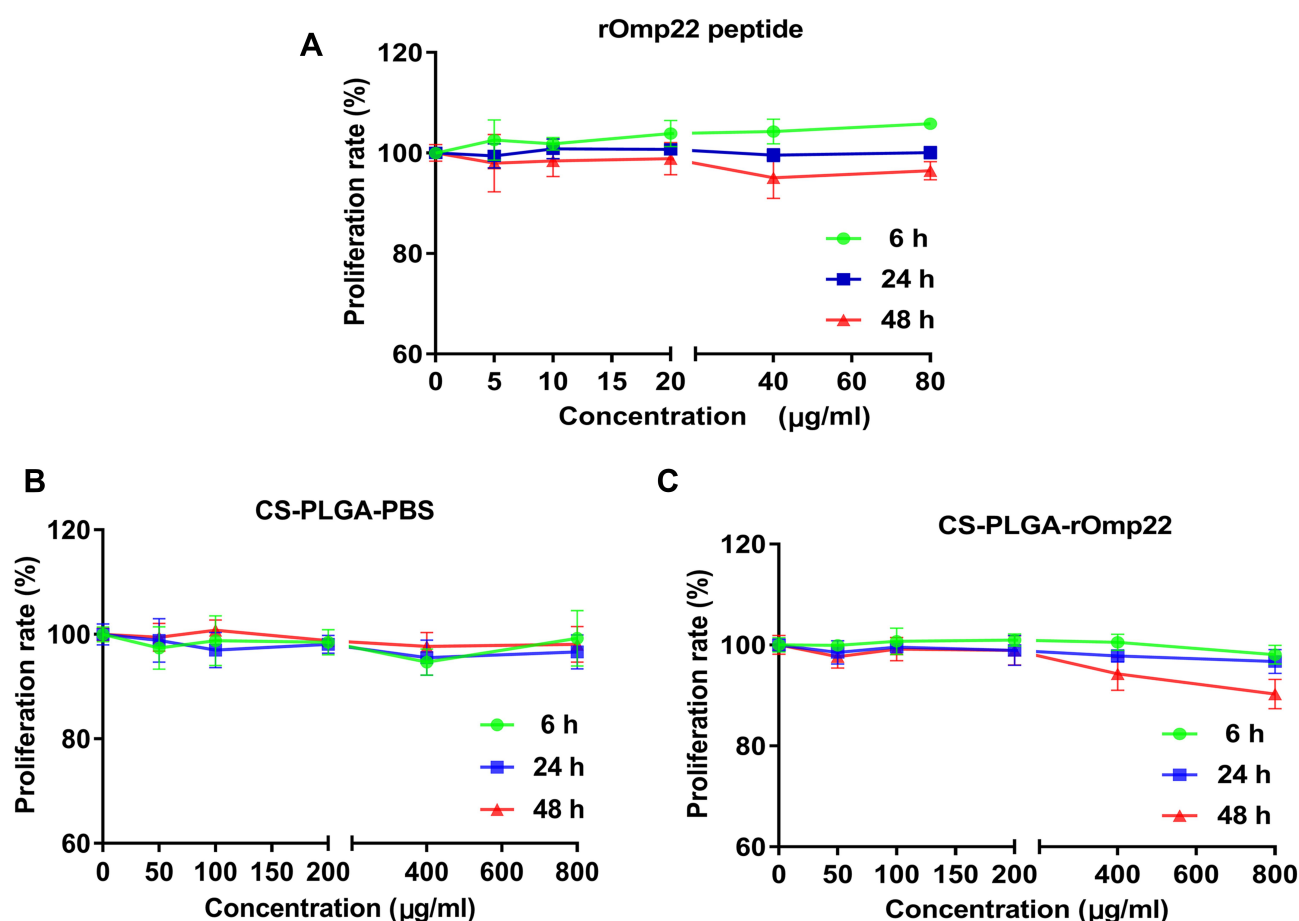 A
rOmp22 peptide
Proliferation rate (%)
120
100
80
60
0 5 10 15 20 40 60 80
Concentration (µg/ml)
6 h
24 h
48 h
B
CS-PLGA-PBS
Proliferation rate (%)
120
100
80
60
0 50 100 150 200 400 600 800
Concentration (µg/ml)
6 h
24 h
48 h
C
CS-PLGA-rOmp22
Proliferation rate (%)
120
100
80
60
0 50 100 150 200 400 600 800
Concentration (µg/ml)
6 h
24 h
48 h